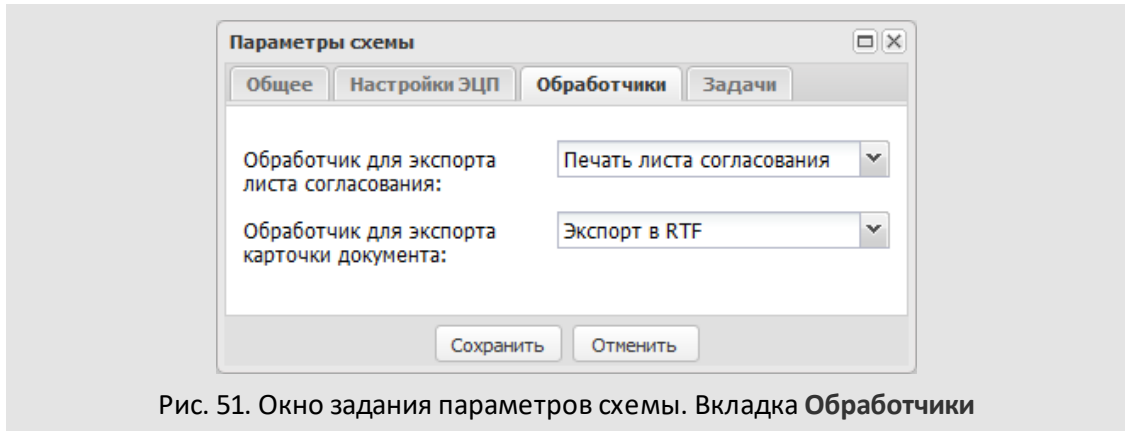 Параметры схемы
Общее Настройки ЭЦП Обработчики Задачи
Обработчик для экспорта
листа согласования:
Печать листа согласования
Обработчик для экспорта
карточки документа:
Экспорт в RTF
Сохранить Отменить
Рис. 51. Окно задания параметров схемы. Вкладка Обработчики